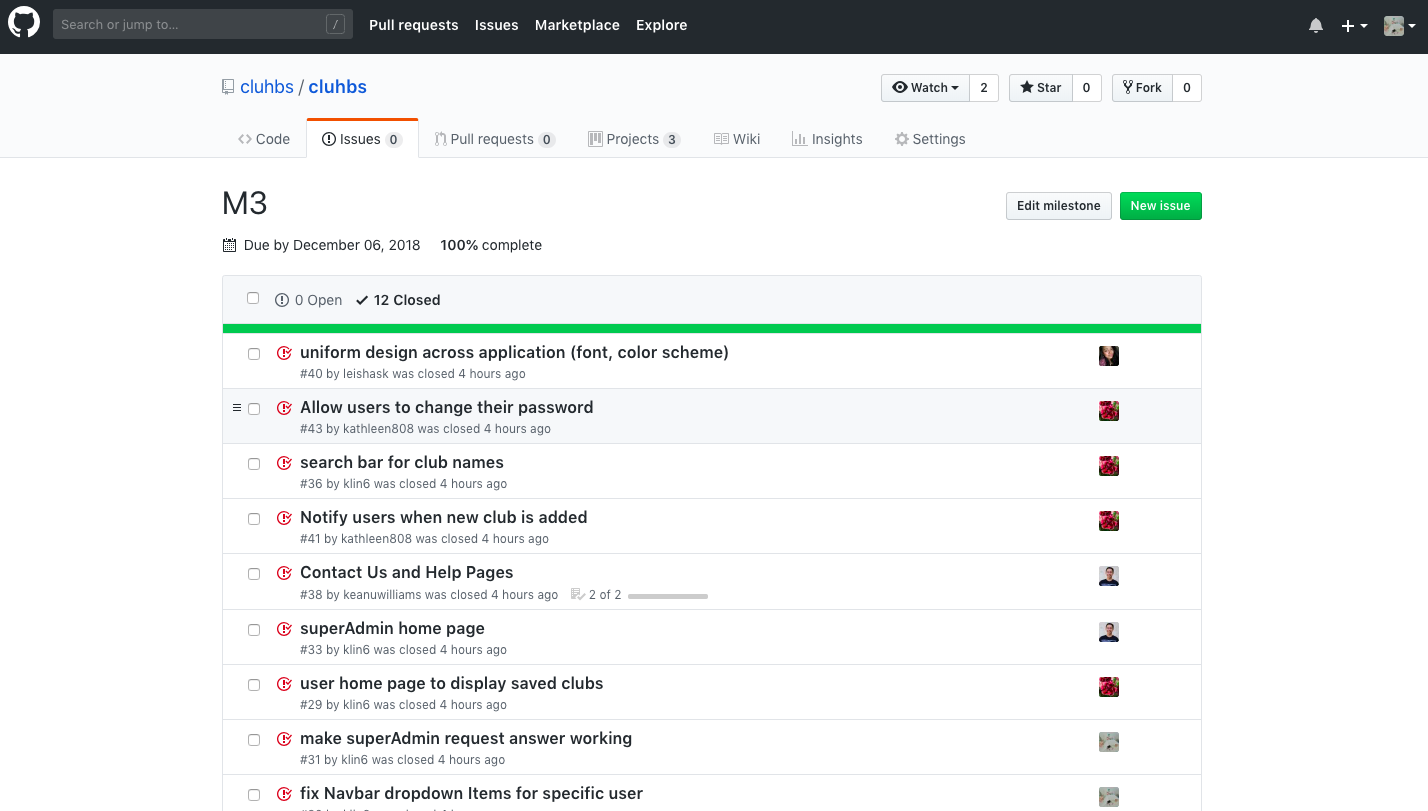 Search or jump to... /
Pull requests Issues Marketplace Explore
cluhbs / cluhbs
Watch 2 Star 0 Fork 0
Code Issues 0 Pull requests 0 Projects 3 Wiki Insights Settings
M3
Edit milestone New issue
Due by December 06, 2018 100% complete
0 Open 12 Closed
uniform design across application (font, color scheme)
#40 by leishask was closed 4 hours ago
Allow users to change their password
#43 by kathleen808 was closed 4 hours ago
search bar for club names
#36 by klin6 was closed 4 hours ago
Notify users when new club is added
#41 by kathleen808 was closed 4 hours ago
Contact Us and Help Pages
#38 by keanuwilliams was closed 4 hours ago 2 of 2
superAdmin home page
#33 by klin6 was closed 4 hours ago
user home page to display saved clubs
#29 by klin6 was closed 4 hours ago
make superAdmin request answer working
#31 by klin6 was closed 4 hours ago
fix Navbar dropdown Items for specific user